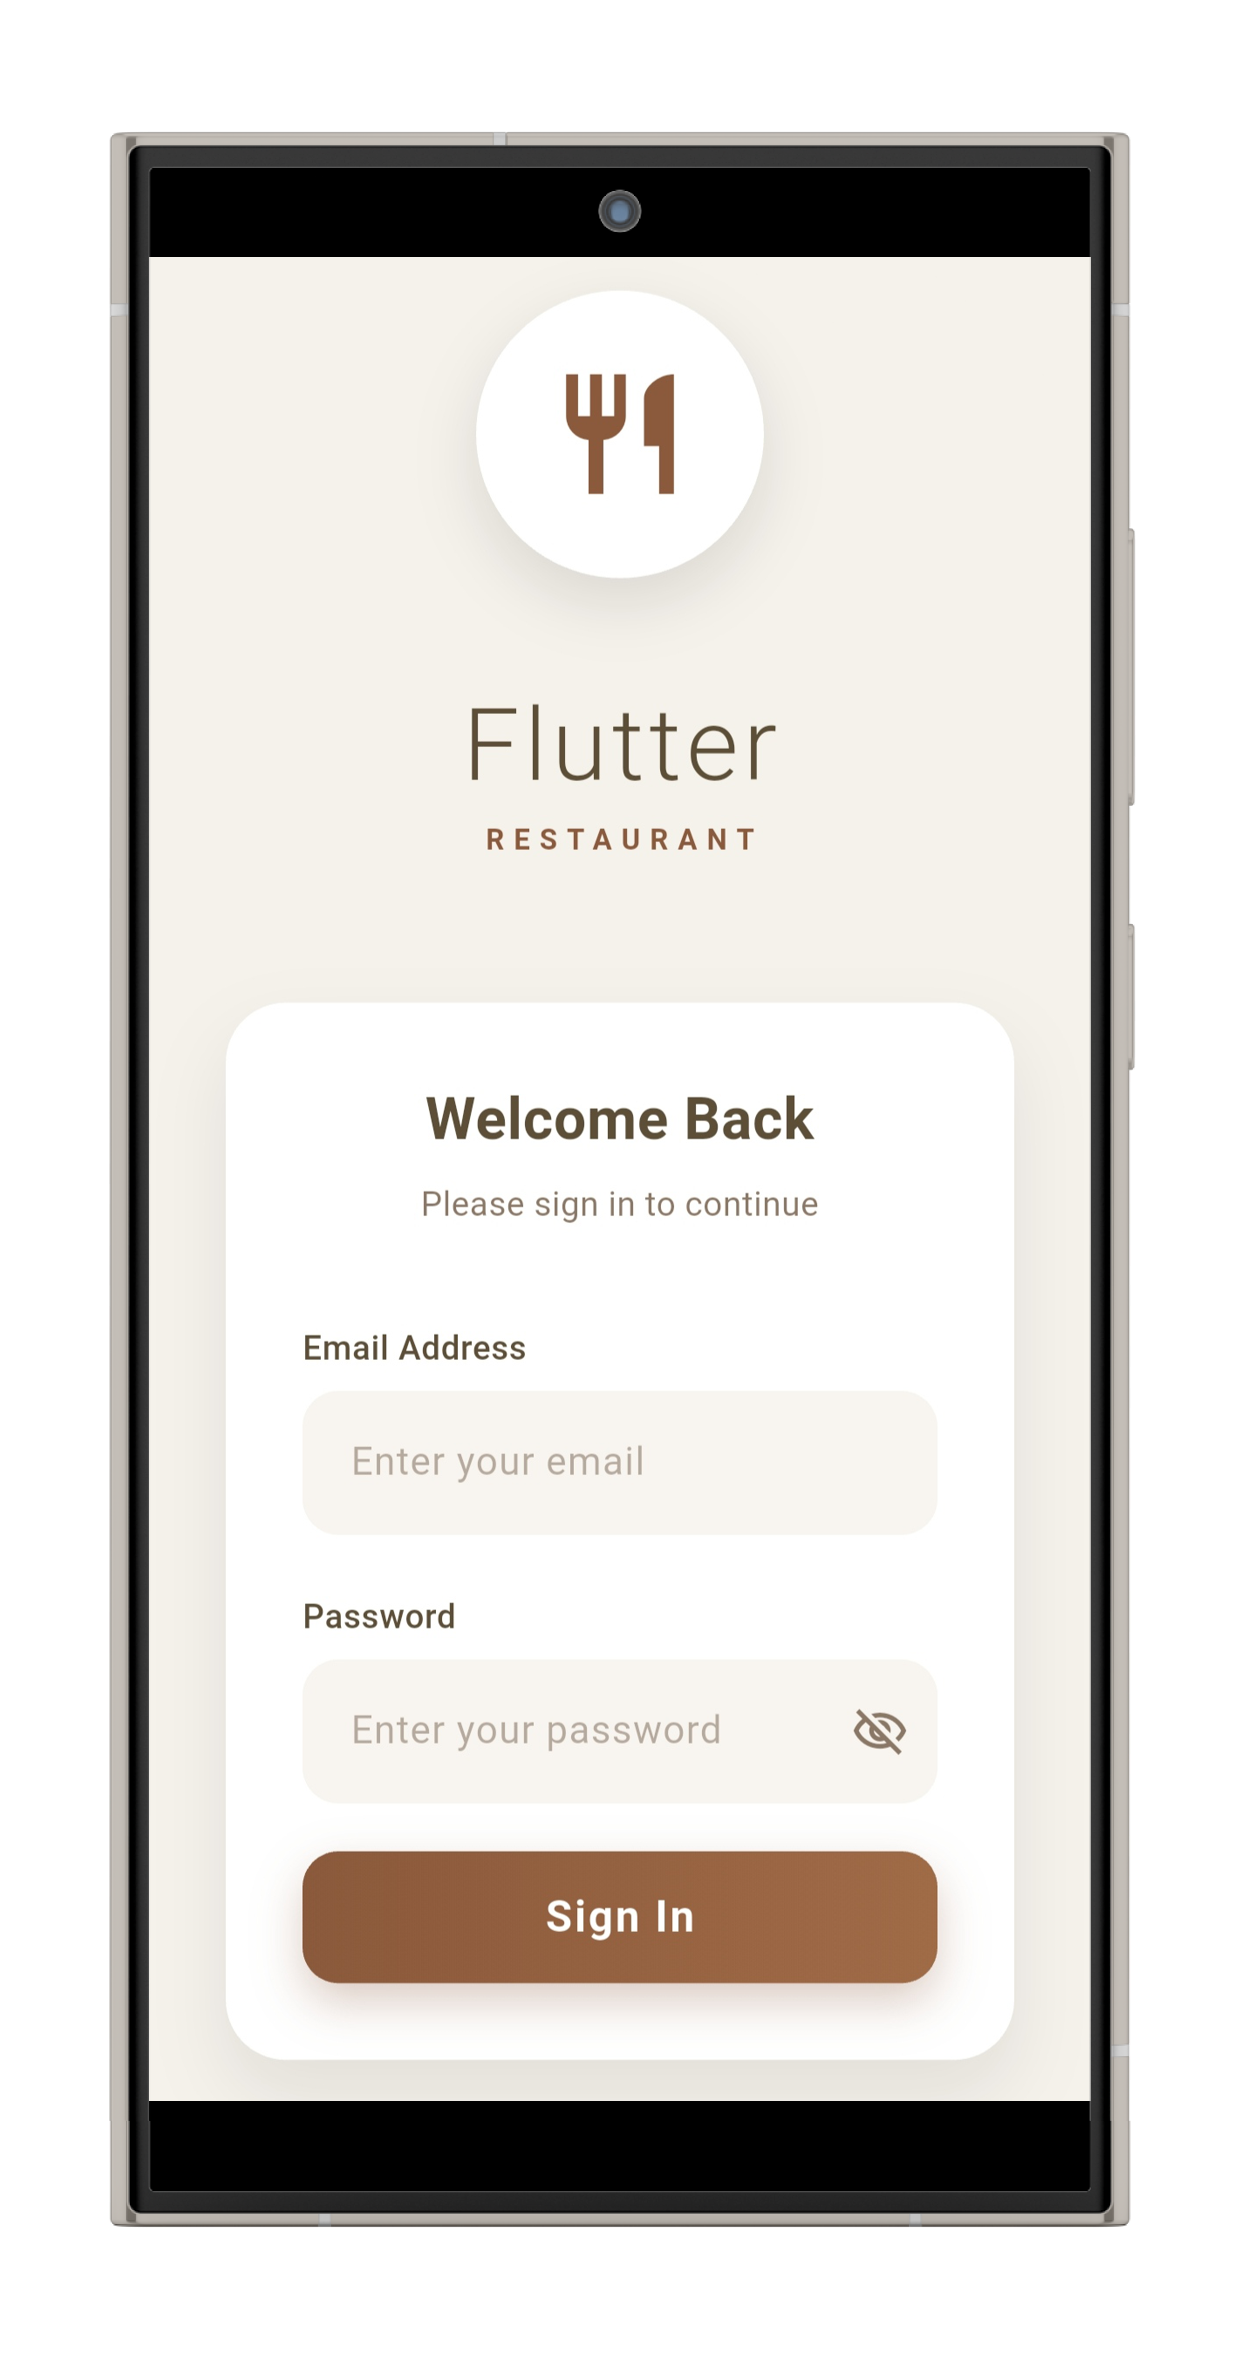 Flutter
RESTAURANT
Welcome Back
Please sign in to continue
Email Address
Enter your email
Password
Enter your password
Sign In